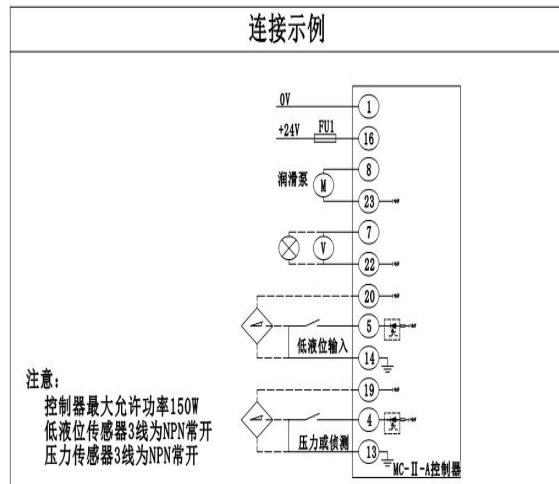 连接示例
0V
1
+24V
FU1
16
8
润滑泵
M
23
7
V
22
20
5
低液位输入
14
19
4
压力或侦测
13
MC-II-A控制器
注意:
控制器最大允许功率150W
低液位传感器3线为NPN常开
压力传感器3线为NPN常开